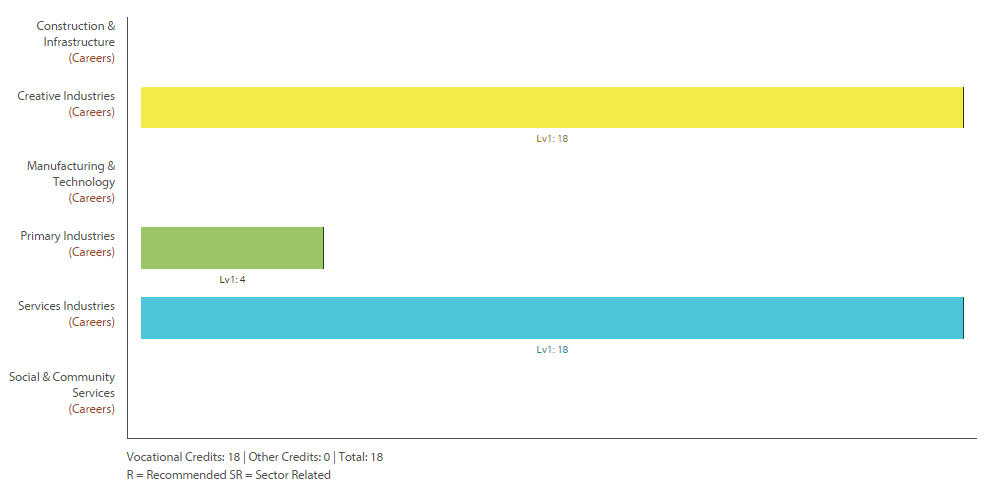 Construction &
Infrastructure
(Careers)
Creative Industries
(Careers)
Lv1: 18
Manufacturing &
Technology
(Careers)
Primary Industries
(Careers)
Lv1: 4
Services Industries
(Careers)
Lv1: 18
Social & Community
Services
(Careers)
Vocational Credits: 18 | Other Credits: 0 | Total: 18
R = Recommended SR = Sector Related